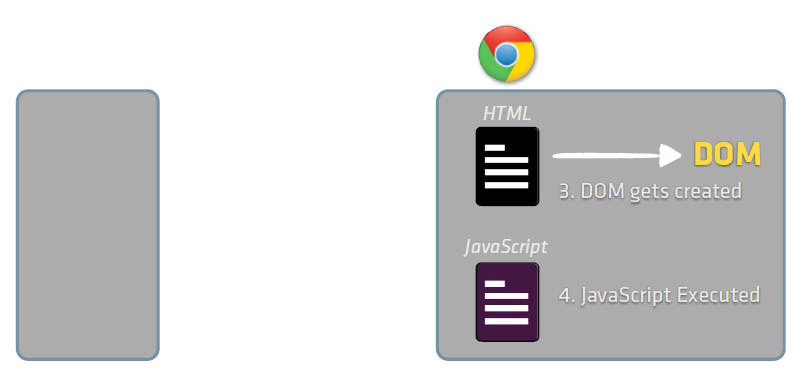 HTML
DOM
3. DOM gets created
JavaScript
4. JavaScript Executed